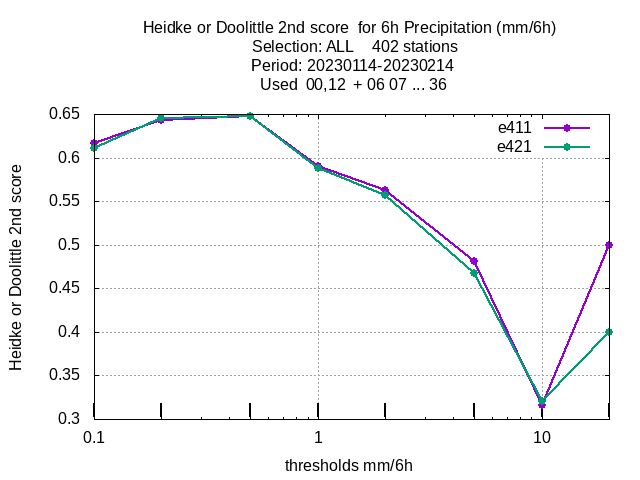 Heidke or Doolittle 2nd score  for 6h Precipitation (mm/6h)
Selection: ALL    402 stations
Period: 20230114-20230214
Used  00,12  + 06 07 ... 36
e411
e421
0.65
0.6
0.55
0.5
0.45
0.4
0.35
0.3
Heidke or Doolittle 2nd score
0.1 1 10
thresholds mm/6h